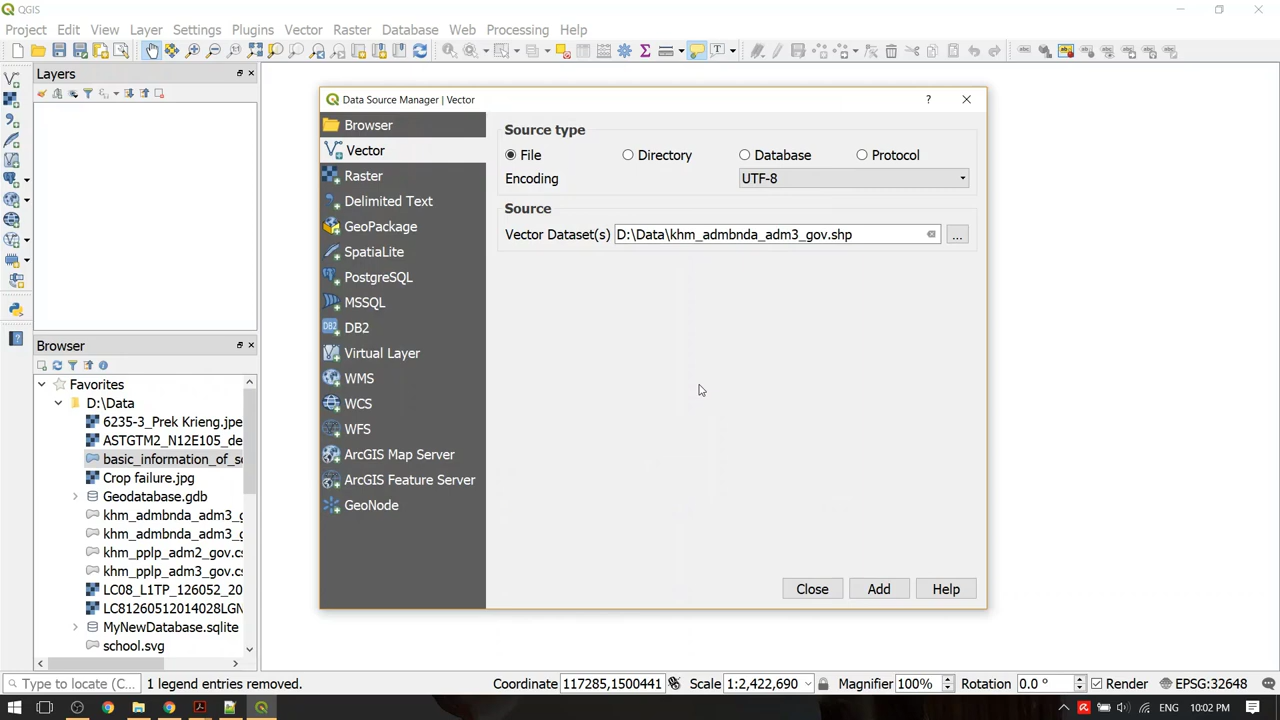 QGIS
Project Edit View Layer Settings Plugins Vector Raster Database Web Processing Help
Layers
Data Source Manager | Vector
?
Browser
Vector
Raster
Delimited Text
GeoPackage
SpatiaLite
PostgreSQL
MSSQL
DB2
Virtual Layer
WMS
WCS
WFS
ArcGIS Map Server
ArcGIS Feature Server
GeoNode
Source type
File Directory Database Protocol
Encoding UTF-8
Source
Vector Dataset(s) D:\Data\khm_admbnda_adm3_gov.shp ...
Close Add Help
Browser
Favorites
D:\Data
6235-3_Prek Krieng.jpe
ASTGTM2_N12E105_de
basic_information_of_s
Crop failure.jpg
Geodatabase.gdb
khm_admbnda_adm3_g
khm_admbnda_adm3_g
khm_pplp_adm2_gov.cs
khm_pplp_adm3_gov.cs
LC08_L1TP_126052_20
LC81260512014028LGN
MyNewDatabase.sqlite
school.svg
Type to locate (C... 1 legend entries removed. Coordinate 117285,1500441 Scale 1:2,422,690 Magnifier 100% Rotation 0.0 ° Render EPSG:32648
ENG 10:02 PM